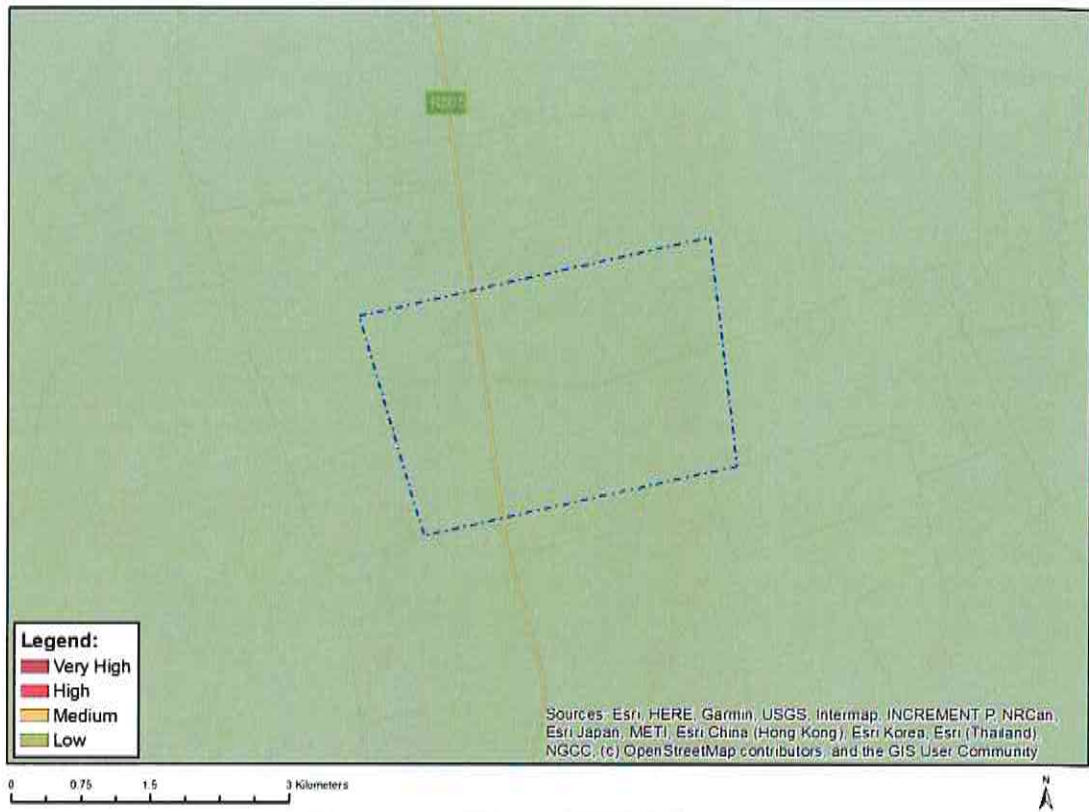 Legend:
Very High
High
Medium
Low
Sources: Esri, HERE, Garmin, USGS, Intermap, INCREMENT P, NRCan,
Esri Japan, METI, Esri China (Hong Kong), Esri Korea, Esri (Thailand),
NGCC, (c) OpenStreetMap contributors, and the GIS User Community
0 0.75 1.5 3 Kilometers
N